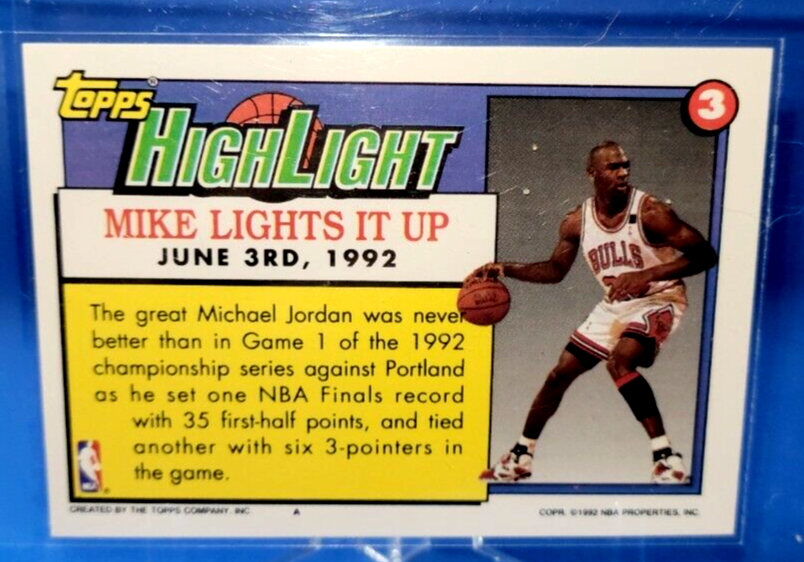 topps®
3
HIGHLIGHT
MIKE LIGHTS IT UP
JUNE 3RD, 1992
BULLS
The great Michael Jordan was never
better than in Game 1 of the 1992
championship series against Portland
as he set one NBA Finals record
with 35 first-half points, and tied
another with six 3-pointers in
the game.
NBA
CREATED BY THE TOPPS COMPANY, INC.
A
COPR. ©1992 NBA PROPERTIES, INC.